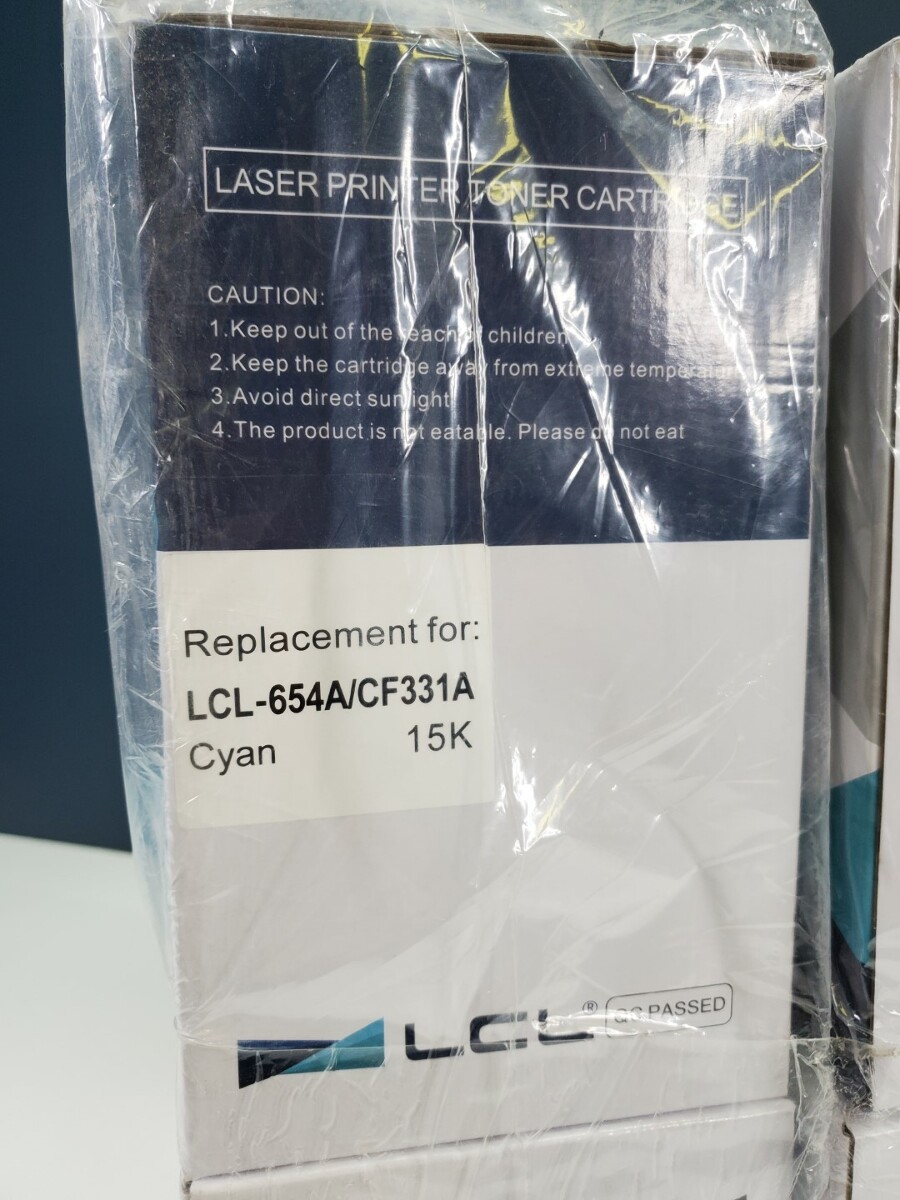 LASER PRINTER TONER CARTRIDGE
CAUTION:
1.Keep out of the reach of children
2.Keep the cartridge away from extreme temperatur
3.Avoid direct sunlight
4.The product is not eatable. Please do not eat
Replacement for:
LCL-654A/CF331A
Cyan 15K
LCL® QC PASSED